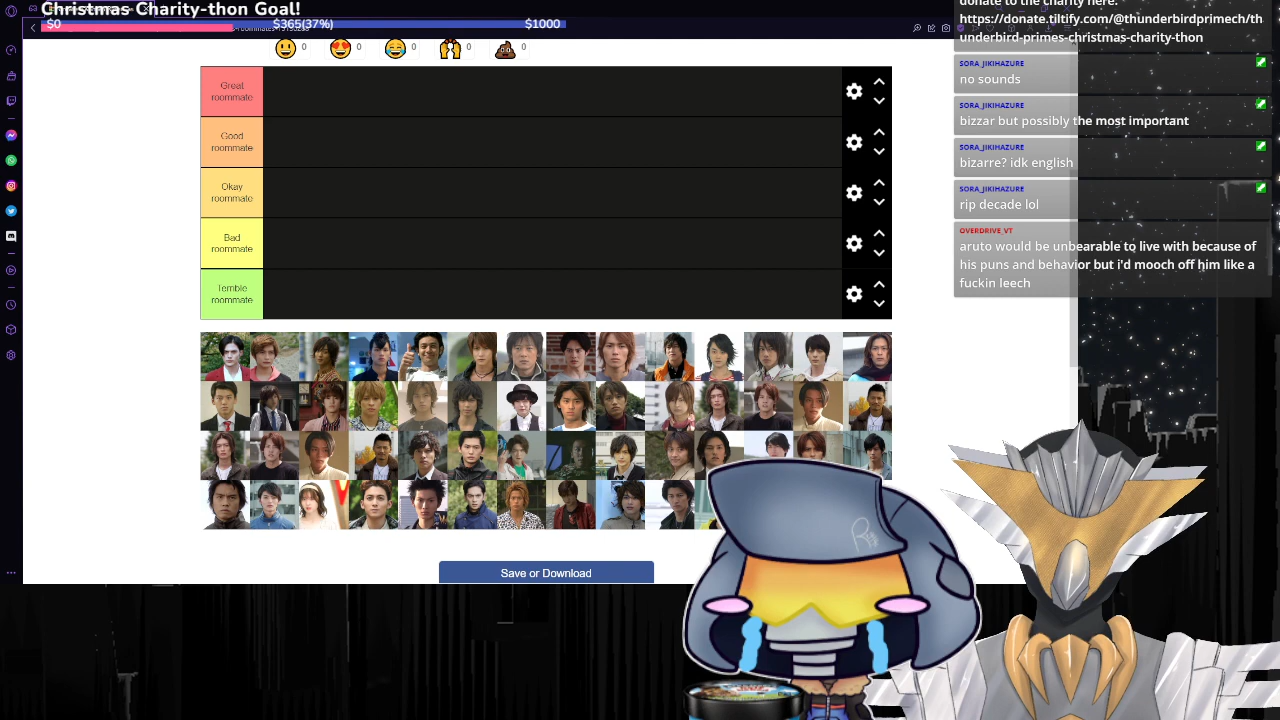 Christmas Charity-thon Goal!
$0
$365(37%)
$1000
0
0
0
0
0
Great
roommate
Good
roommate
Okay
roommate
Bad
roommate
Terrible
roommate
Save or Download
donate to the charity here:
https://donate.tiltify.com/@thunderbirdprimech/th
underbird-primes-christmas-charity-thon
SORA_JIKIHAZURE
no sounds
SORA_JIKIHAZURE
bizzar but possibly the most important
SORA_JIKIHAZURE
bizarre? idk english
SORA_JIKIHAZURE
rip decade lol
OVERDRIVE_VT
aruto would be unbearable to live with because of
his puns and behavior but i'd mooch off him like a
fuckin leech